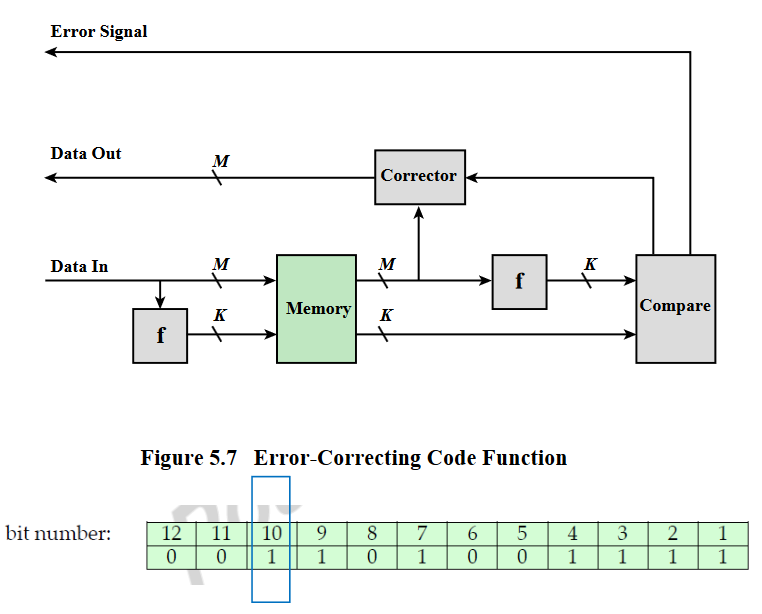 Error Signal
Data Out
M
Corrector
Data In
M
M
f
K
Memory
Compare
f
K
K
Figure 5.7 Error-Correcting Code Function
bit number: 12 11 10 9 8 7 6 5 4 3 2 1
0 0 1 1 0 1 0 0 1 1 1 1